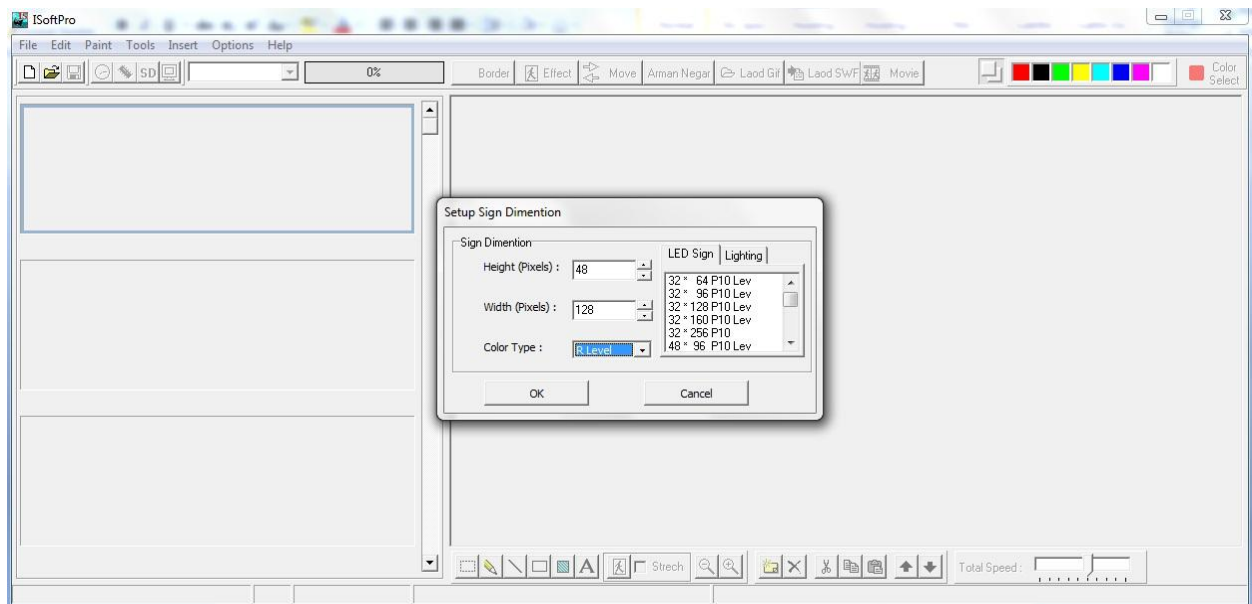 ISoftPro
File Edit Paint Tools Insert Options Help
SD 0% Border Effect Move Arman Negar Laod Gif Laod SWF Movie Color
Select
Setup Sign Dimention
Sign Dimention
LED Sign Lighting
Height (Pixels) : 48
Width (Pixels) : 128
Color Type : R Level
32 * 64 P10 Lev
32 * 96 P10 Lev
32 * 128 P10 Lev
32 * 160 P10 Lev
32 * 256 P10
48 * 96 P10 Lev
OK Cancel
A Strech Total Speed :